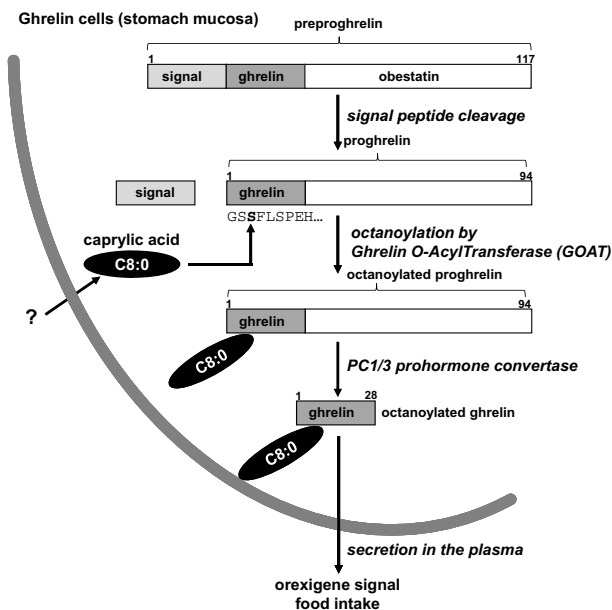 Ghrelin cells (stomach mucosa)
preproghrelin
1 117
signal ghrelin obestatin
signal peptide cleavage
proghrelin
1 94
signal ghrelin
GSSFLSPEH...
caprylic acid
C8:0
octanoylation by
Ghrelin O-AcylTransferase (GOAT)
octanoylated proghrelin
?
1 94
ghrelin
C8:0
PC1/3 prohormone convertase
1 28
ghrelin octanoylated ghrelin
C8:0
secretion in the plasma
orexigene signal
food intake